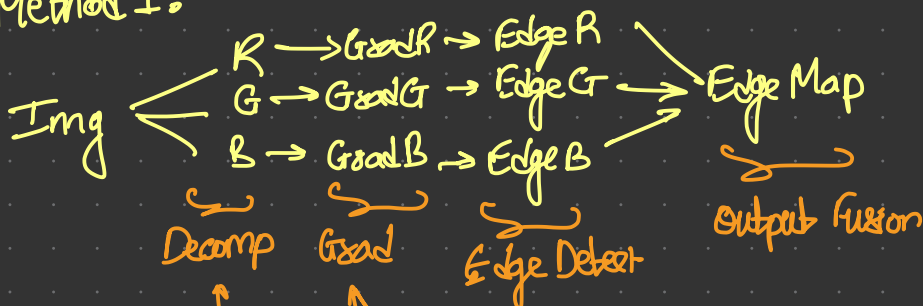 Method I:
R → GradR → Edge R
Img G → GradG → Edge G → Edge Map
B → GradB → Edge B
Decomp Grad Edge Detect Output Fusion